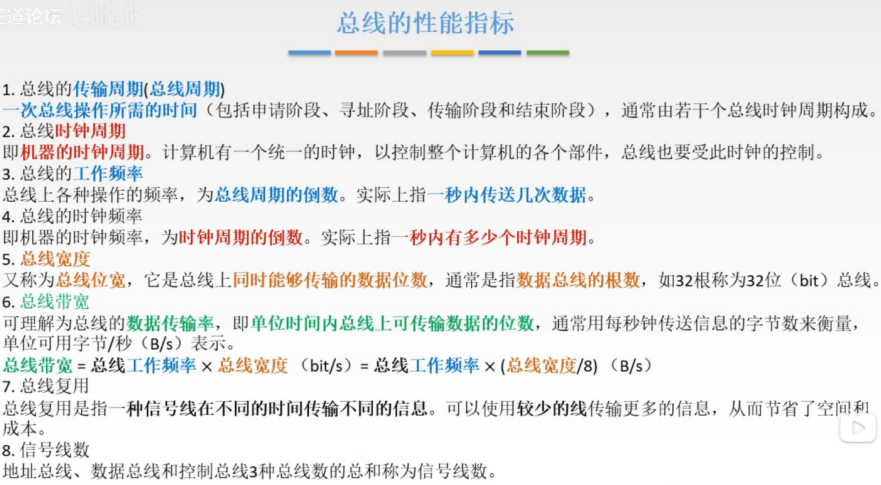 王道论坛
总线的性能指标
1. 总线的传输周期(总线周期)
一次总线操作所需的时间（包括申请阶段、寻址阶段、传输阶段和结束阶段），通常由若干个总线时钟周期构成。
2. 总线时钟周期
即机器的时钟周期。计算机有一个统一的时钟，以控制整个计算机的各个部件，总线也要受此时钟的控制。
3. 总线的工作频率
总线上各种操作的频率，为总线周期的倒数。实际上指一秒内传送几次数据。
4. 总线的时钟频率
即机器的时钟频率，为时钟周期的倒数。实际上指一秒内有多少个时钟周期。
5. 总线宽度
又称为总线位宽，它是总线上同时能够传输的数据位数，通常是指数据总线的根数，如32根称为32位（bit）总线。
6. 总线带宽
可理解为总线的数据传输率，即单位时间内总线上可传输数据的位数，通常用每秒钟传送信息的字节数来衡量，
单位可用字节/秒（B/s）表示。
总线带宽 = 总线工作频率 × 总线宽度 （bit/s）= 总线工作频率 × (总线宽度/8) （B/s）
7. 总线复用
总线复用是指一种信号线在不同的时间传输不同的信息。可以使用较少的线传输更多的信息，从而节省了空间和
成本。
8. 信号线数
地址总线、数据总线和控制总线3种总线数的总和称为信号线数。